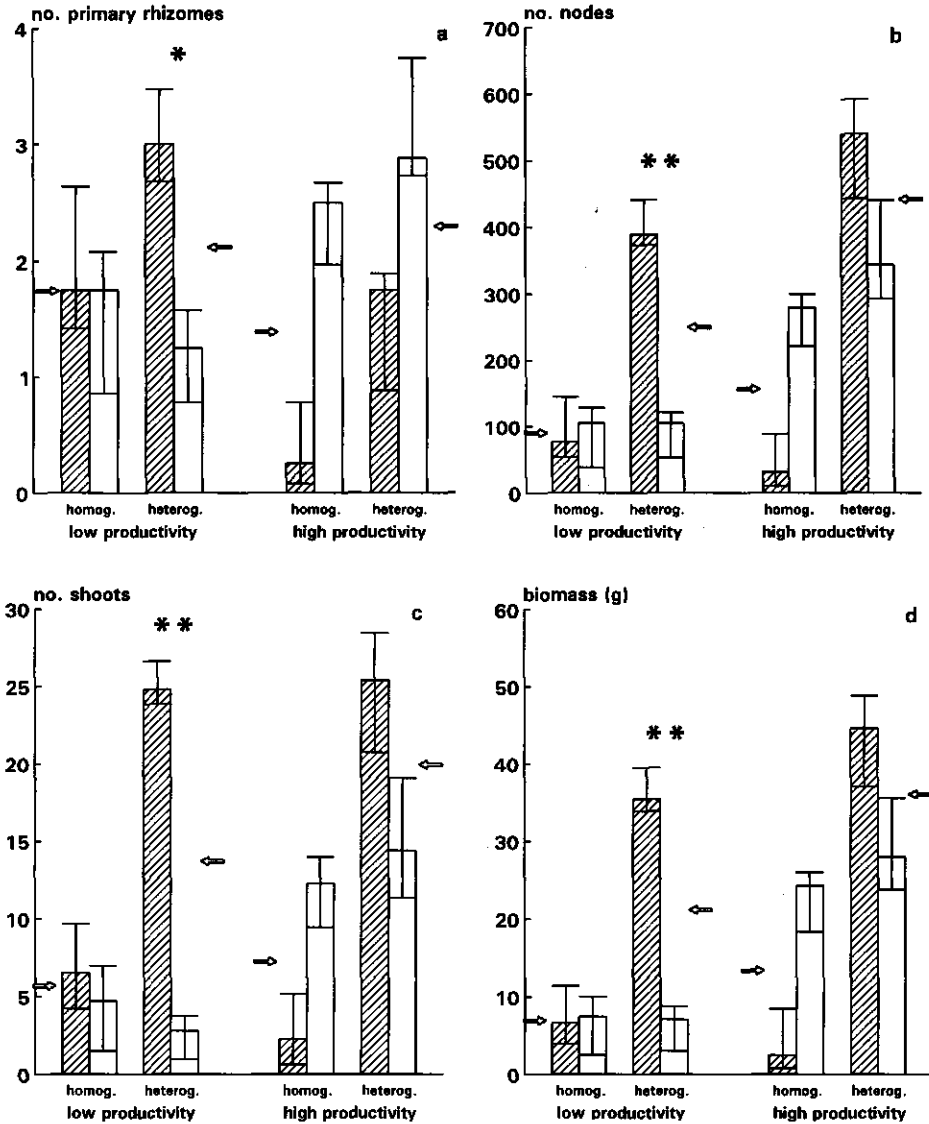 no. primary rhizomes
a
*
4
3
2
1
0
homog. heterog. homog. heterog.
low productivity high productivity
no. nodes
b
* *
700
600
500
400
300
200
100
0
homog. heterog. homog. heterog.
low productivity high productivity
no. shoots
c
* *
30
25
20
15
10
5
0
homog. heterog. homog. heterog.
low productivity high productivity
biomass (g)
d
* *
60
50
40
30
20
10
0
homog. heterog. homog. heterog.
low productivity high productivity